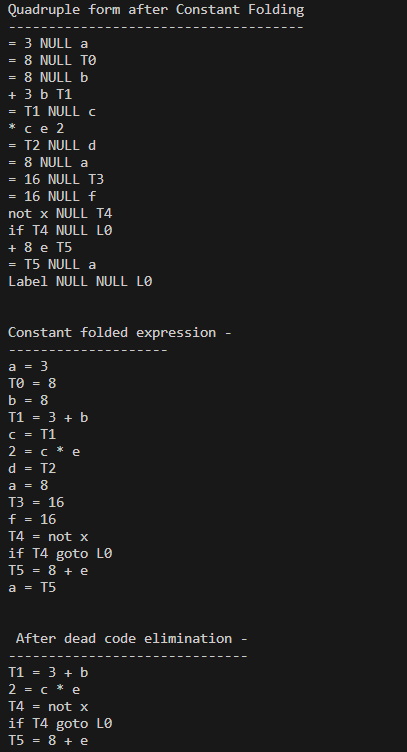 Quadruple form after Constant Folding
-------------------------------------
= 3 NULL a
= 8 NULL T0
= 8 NULL b
+ 3 b T1
= T1 NULL c
* c e 2
= T2 NULL d
= 8 NULL a
= 16 NULL T3
= 16 NULL f
not x NULL T4
if T4 NULL L0
+ 8 e T5
= T5 NULL a
Label NULL NULL L0
Constant folded expression -
--------------------
a = 3
T0 = 8
b = 8
T1 = 3 + b
c = T1
2 = c * e
d = T2
a = 8
T3 = 16
f = 16
T4 = not x
if T4 goto L0
T5 = 8 + e
a = T5
After dead code elimination -
------------------------------
T1 = 3 + b
2 = c * e
T4 = not x
if T4 goto L0
T5 = 8 + e